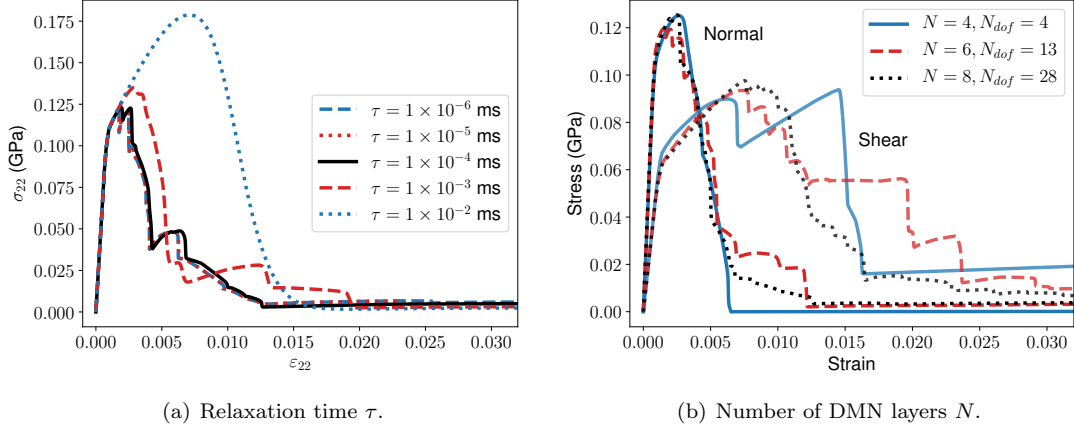 0.175
0.150
0.125
0.100
0.075
0.050
0.025
0.000
σ22 (GPa)
0.000 0.005 0.010 0.015 0.020 0.025 0.030
ε22
τ = 1 × 10⁻⁶ ms
τ = 1 × 10⁻⁵ ms
τ = 1 × 10⁻⁴ ms
τ = 1 × 10⁻³ ms
τ = 1 × 10⁻² ms
(a) Relaxation time τ.
0.12
0.10
0.08
0.06
0.04
0.02
0.00
Stress (GPa)
Normal
Shear
N = 4, Ndof = 4
N = 6, Ndof = 13
N = 8, Ndof = 28
0.000 0.005 0.010 0.015 0.020 0.025 0.030
Strain
(b) Number of DMN layers N.